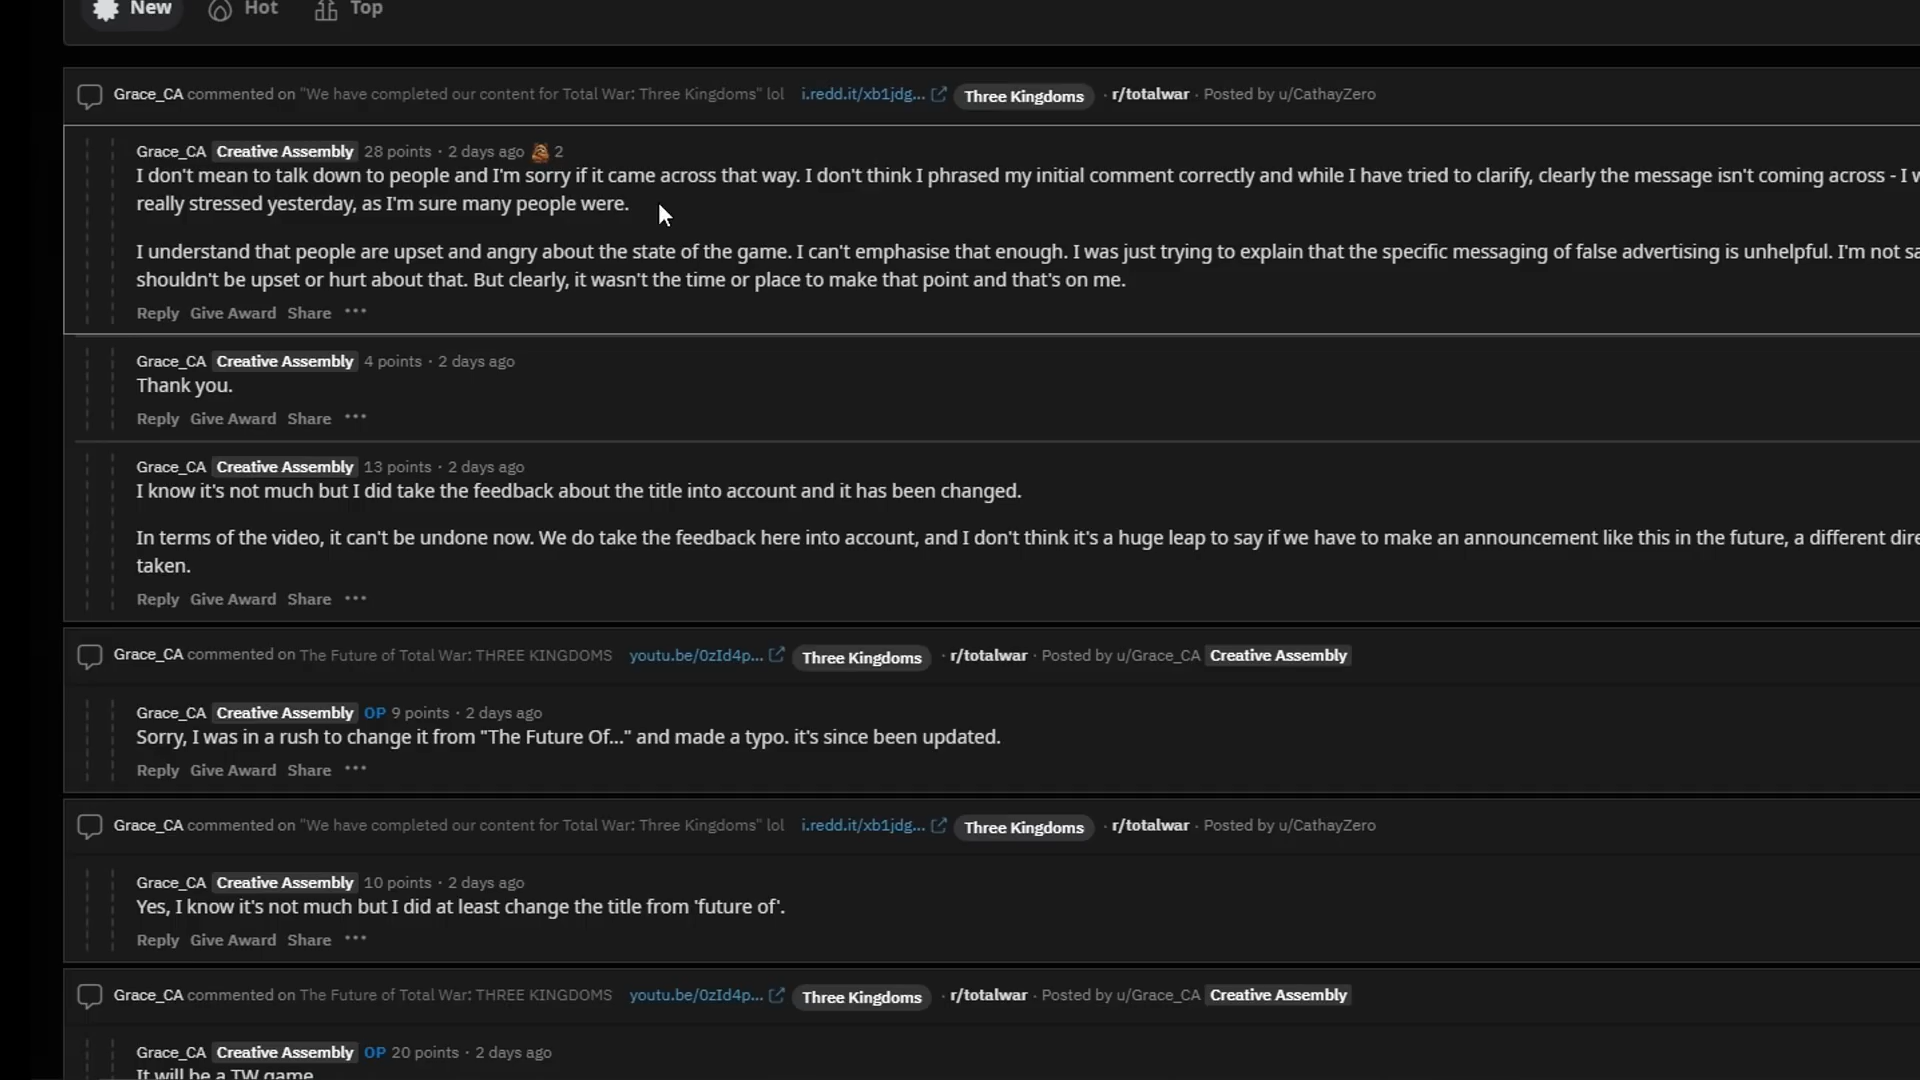 New Hot Top
Grace_CA commented on "We have completed our content for Total War: Three Kingdoms" lol i.redd.it/xb1jdg... Three Kingdoms · r/totalwar · Posted by u/CathayZero
Grace_CA Creative Assembly 28 points · 2 days ago 2
I don't mean to talk down to people and I'm sorry if it came across that way. I don't think I phrased my initial comment correctly and while I have tried to clarify, clearly the message isn't coming across - I
really stressed yesterday, as I'm sure many people were.
I understand that people are upset and angry about the state of the game. I can't emphasise that enough. I was just trying to explain that the specific messaging of false advertising is unhelpful. I'm not
shouldn't be upset or hurt about that. But clearly, it wasn't the time or place to make that point and that's on me.
Reply Give Award Share ···
Grace_CA Creative Assembly 4 points · 2 days ago
Thank you.
Reply Give Award Share ···
Grace_CA Creative Assembly 13 points · 2 days ago
I know it's not much but I did take the feedback about the title into account and it has been changed.
In terms of the video, it can't be undone now. We do take the feedback here into account, and I don't think it's a huge leap to say if we have to make an announcement like this in the future, a different
taken.
Reply Give Award Share ···
Grace_CA commented on The Future of Total War: THREE KINGDOMS youtu.be/0zId4p... Three Kingdoms · r/totalwar · Posted by u/Grace_CA Creative Assembly
Grace_CA Creative Assembly OP 9 points · 2 days ago
Sorry, I was in a rush to change it from "The Future Of..." and made a typo. it's since been updated.
Reply Give Award Share ···
Grace_CA commented on "We have completed our content for Total War: Three Kingdoms" lol i.redd.it/xb1jdg... Three Kingdoms · r/totalwar · Posted by u/CathayZero
Grace_CA Creative Assembly 10 points · 2 days ago
Yes, I know it's not much but I did at least change the title from 'future of'.
Reply Give Award Share ···
Grace_CA commented on The Future of Total War: THREE KINGDOMS youtu.be/0zId4p... Three Kingdoms · r/totalwar · Posted by u/Grace_CA Creative Assembly
Grace_CA Creative Assembly OP 20 points · 2 days ago
It will be a TW game